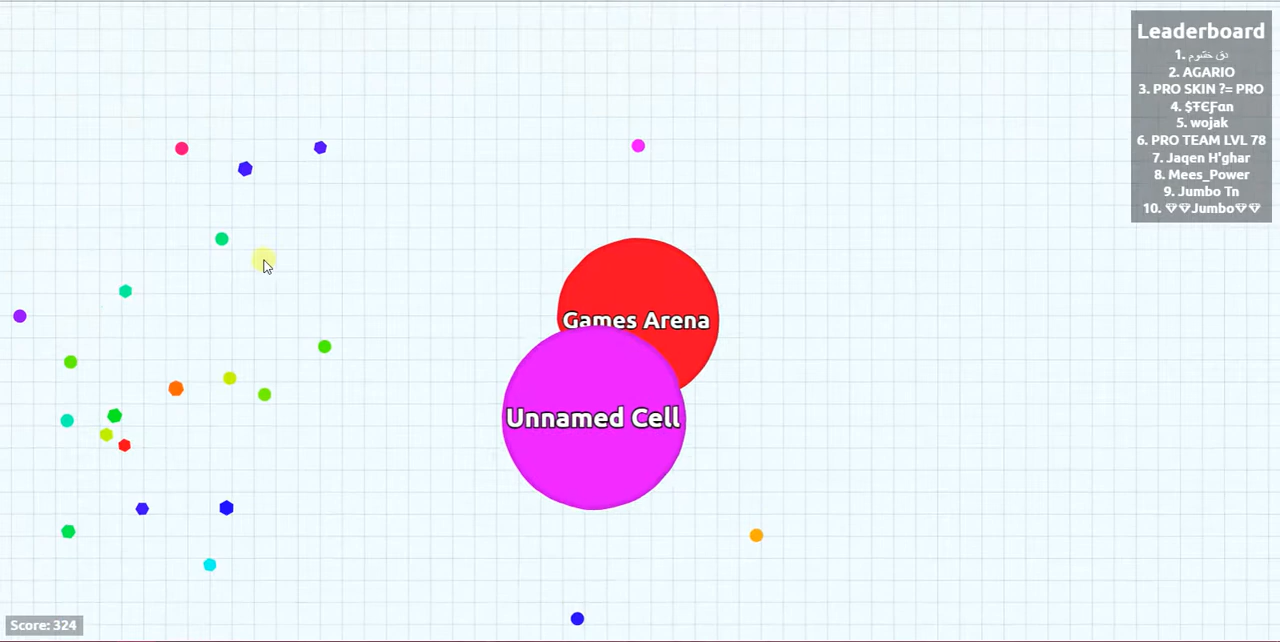 Leaderboard
1. دق خشوم
2. AGARIO
3. PRO SKIN ?= PRO
4. $ŦЄƑαn
5. wojak
6. PRO TEAM LVL 78
7. Jaqen H'ghar
8. Mees_Power
9. Jumbo Tn
10. 💎💎Jumbo💎💎
Games Arena
Unnamed Cell
Score: 324